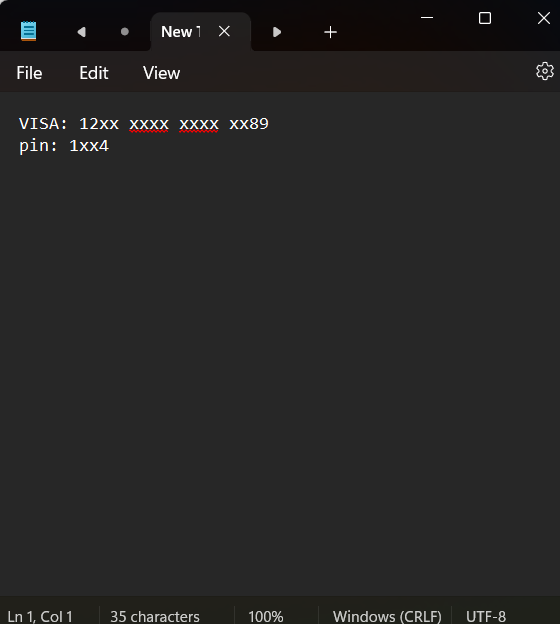 New T
File Edit View
VISA: 12xx xxxx xxxx xx89
pin: 1xx4
Ln 1, Col 1 35 characters 100% Windows (CRLF) UTF-8